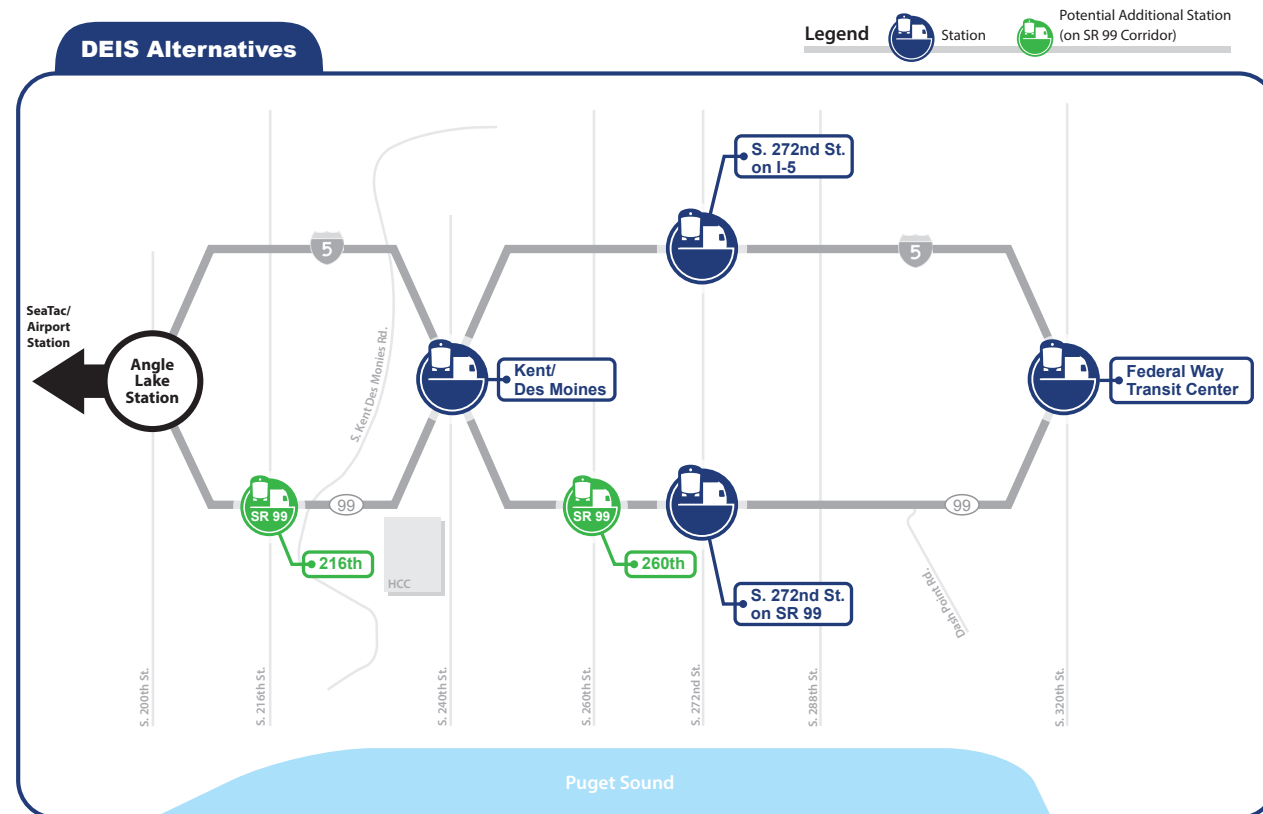 DEIS Alternatives
Legend
Station
Potential Additional Station
(on SR 99 Corridor)
S. 272nd St.
on I-5
5
5
SeaTac/
Airport
Station
Angle
Lake
Station
S. Kent Des Monies Rd.
Kent/
Des Moines
Federal Way
Transit Center
SR 99
99
SR 99
99
216th
HCC
260th
S. 272nd St.
on SR 99
Dash Point Rd.
S. 200th St.
S. 216th St.
S. 240th St.
S. 260th St.
S. 272nd St.
S. 288th St.
S. 320th St.
Puget Sound